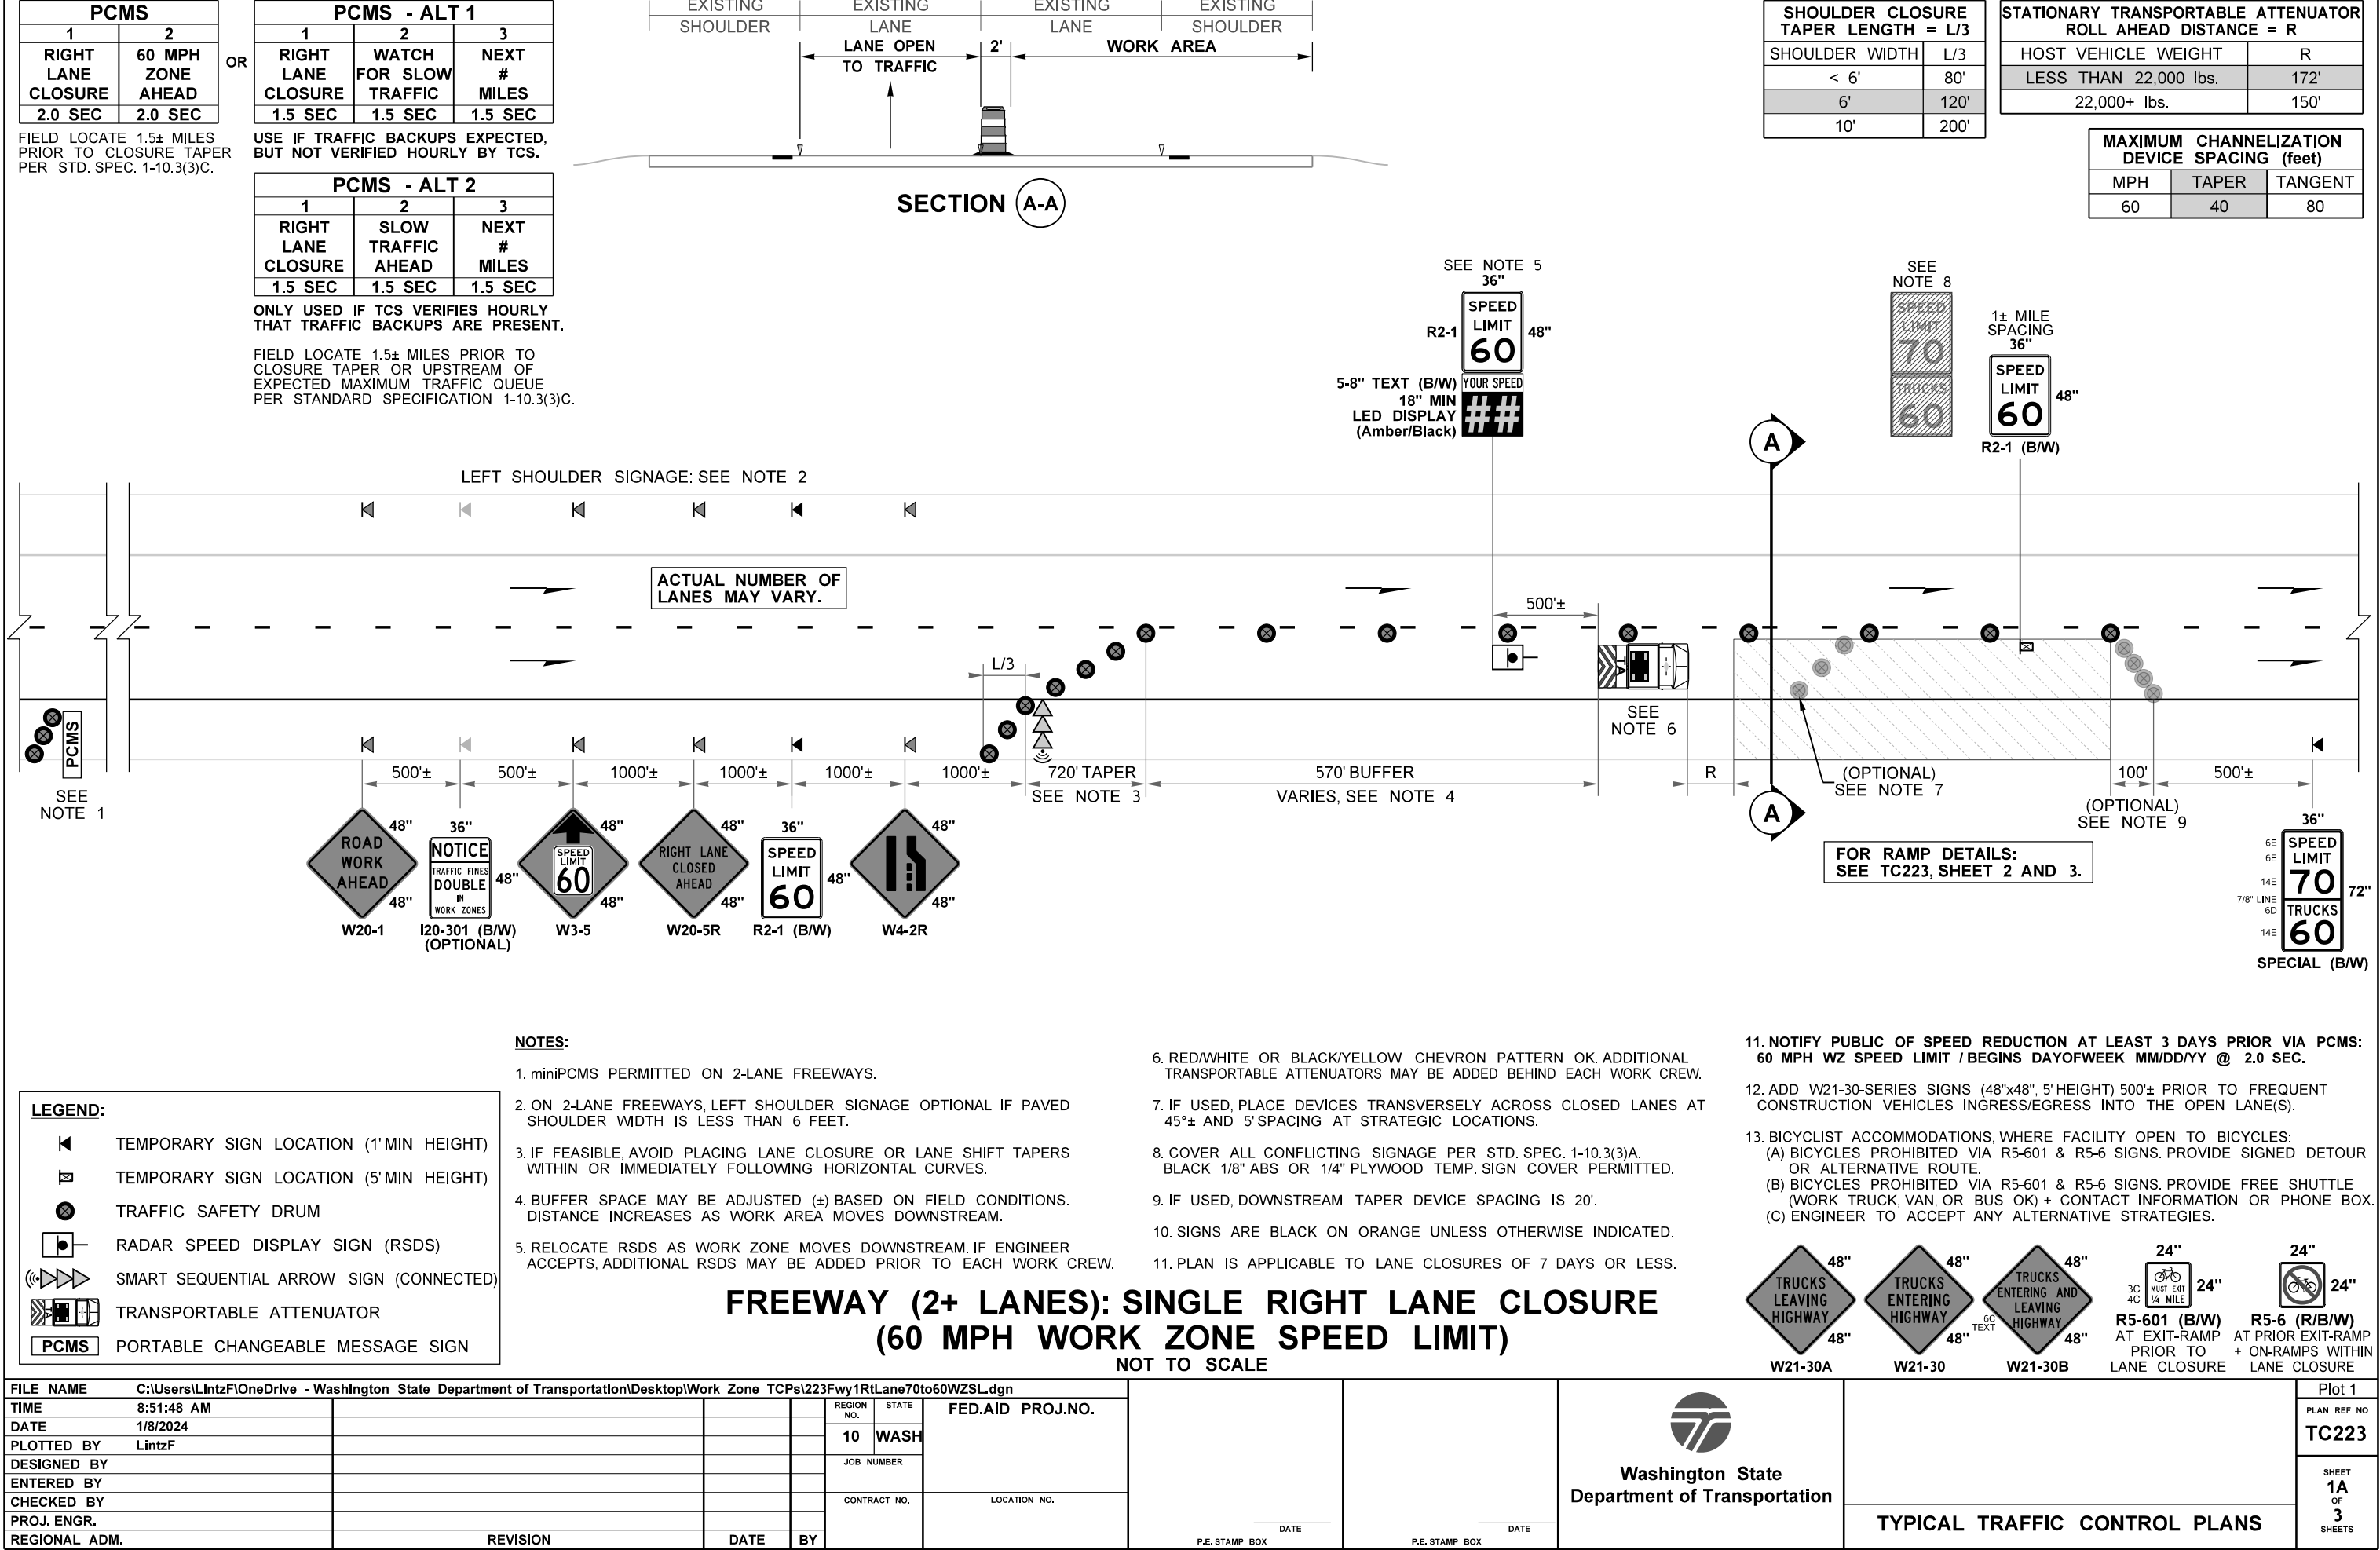 PCMS
1 2
RIGHT LANE CLOSURE
60 MPH ZONE AHEAD
2.0 SEC 2.0 SEC
FIELD LOCATE 1.5± MILES
PRIOR TO CLOSURE TAPER
PER STD. SPEC. 1-10.3(3)C.
OR
PCMS - ALT 1
1 2 3
RIGHT LANE CLOSURE
WATCH FOR SLOW TRAFFIC
NEXT # MILES
1.5 SEC 1.5 SEC 1.5 SEC
USE IF TRAFFIC BACKUPS EXPECTED,
BUT NOT VERIFIED HOURLY BY TCS.
PCMS - ALT 2
1 2 3
RIGHT LANE CLOSURE
SLOW TRAFFIC AHEAD
NEXT # MILES
1.5 SEC 1.5 SEC 1.5 SEC
ONLY USED IF TCS VERIFIES HOURLY
THAT TRAFFIC BACKUPS ARE PRESENT.
FIELD LOCATE 1.5± MILES PRIOR TO
CLOSURE TAPER OR UPSTREAM OF
EXPECTED MAXIMUM TRAFFIC QUEUE
PER STANDARD SPECIFICATION 1-10.3(3)C.
EXISTING EXISTING EXISTING EXISTING
SHOULDER LANE LANE SHOULDER
LANE OPEN 2' WORK AREA
TO TRAFFIC
SECTION A-A
SHOULDER CLOSURE
TAPER LENGTH = L/3
SHOULDER WIDTH L/3
< 6' 80'
6' 120'
10' 200'
STATIONARY TRANSPORTABLE ATTENUATOR
ROLL AHEAD DISTANCE = R
HOST VEHICLE WEIGHT R
LESS THAN 22,000 lbs. 172'
22,000+ lbs. 150'
MAXIMUM CHANNELIZATION
DEVICE SPACING (feet)
MPH TAPER TANGENT
60 40 80
SEE NOTE 5
36"
SPEED
LIMIT
60
R2-1
48"
YOUR SPEED
##
5-8" TEXT (B/W)
18" MIN
LED DISPLAY
(Amber/Black)
SEE
NOTE 8
SPEED
LIMIT
70
TRUCKS
60
1± MILE
SPACING
36"
SPEED
LIMIT
60
48"
R2-1 (B/W)
A
LEFT SHOULDER SIGNAGE: SEE NOTE 2
ACTUAL NUMBER OF
LANES MAY VARY.
500'±
L/3
PCMS
SEE
NOTE 1
500'± 500'± 1000'± 1000'± 1000'± 1000'± 720' TAPER
SEE NOTE 3
570' BUFFER
VARIES, SEE NOTE 4
SEE
NOTE 6
R
A
(OPTIONAL)
SEE NOTE 7
100'
(OPTIONAL)
SEE NOTE 9
500'±
FOR RAMP DETAILS:
SEE TC223, SHEET 2 AND 3.
ROAD
WORK
AHEAD
48"
48"
W20-1
36"
NOTICE
TRAFFIC FINES
DOUBLE
IN
WORK ZONES
48"
I20-301 (B/W)
(OPTIONAL)
SPEED
LIMIT
60
48"
48"
W3-5
RIGHT LANE
CLOSED
AHEAD
48"
48"
W20-5R
36"
SPEED
LIMIT
60
48"
R2-1 (B/W)
48"
48"
W4-2R
36"
SPEED
LIMIT
70
TRUCKS
60
6E
6E
14E
7/8" LINE
6D
14E
72"
SPECIAL (B/W)
LEGEND:
TEMPORARY SIGN LOCATION (1' MIN HEIGHT)
TEMPORARY SIGN LOCATION (5' MIN HEIGHT)
TRAFFIC SAFETY DRUM
RADAR SPEED DISPLAY SIGN (RSDS)
SMART SEQUENTIAL ARROW SIGN (CONNECTED)
TRANSPORTABLE ATTENUATOR
PCMS PORTABLE CHANGEABLE MESSAGE SIGN
NOTES:
1. miniPCMS PERMITTED ON 2-LANE FREEWAYS.
2. ON 2-LANE FREEWAYS, LEFT SHOULDER SIGNAGE OPTIONAL IF PAVED
SHOULDER WIDTH IS LESS THAN 6 FEET.
3. IF FEASIBLE, AVOID PLACING LANE CLOSURE OR LANE SHIFT TAPERS
WITHIN OR IMMEDIATELY FOLLOWING HORIZONTAL CURVES.
4. BUFFER SPACE MAY BE ADJUSTED (±) BASED ON FIELD CONDITIONS.
DISTANCE INCREASES AS WORK AREA MOVES DOWNSTREAM.
5. RELOCATE RSDS AS WORK ZONE MOVES DOWNSTREAM. IF ENGINEER
ACCEPTS, ADDITIONAL RSDS MAY BE ADDED PRIOR TO EACH WORK CREW.
6. RED/WHITE OR BLACK/YELLOW CHEVRON PATTERN OK. ADDITIONAL
TRANSPORTABLE ATTENUATORS MAY BE ADDED BEHIND EACH WORK CREW.
7. IF USED, PLACE DEVICES TRANSVERSELY ACROSS CLOSED LANES AT
45°± AND 5' SPACING AT STRATEGIC LOCATIONS.
8. COVER ALL CONFLICTING SIGNAGE PER STD. SPEC. 1-10.3(3)A.
BLACK 1/8" ABS OR 1/4" PLYWOOD TEMP. SIGN COVER PERMITTED.
9. IF USED, DOWNSTREAM TAPER DEVICE SPACING IS 20'.
10. SIGNS ARE BLACK ON ORANGE UNLESS OTHERWISE INDICATED.
11. PLAN IS APPLICABLE TO LANE CLOSURES OF 7 DAYS OR LESS.
11. NOTIFY PUBLIC OF SPEED REDUCTION AT LEAST 3 DAYS PRIOR VIA PCMS:
60 MPH WZ SPEED LIMIT / BEGINS DAYOFWEEK MM/DD/YY @ 2.0 SEC.
12. ADD W21-30-SERIES SIGNS (48"x48", 5' HEIGHT) 500'± PRIOR TO FREQUENT
CONSTRUCTION VEHICLES INGRESS/EGRESS INTO THE OPEN LANE(S).
13. BICYCLIST ACCOMMODATIONS, WHERE FACILITY OPEN TO BICYCLES:
(A) BICYCLES PROHIBITED VIA R5-601 & R5-6 SIGNS. PROVIDE SIGNED DETOUR
OR ALTERNATIVE ROUTE.
(B) BICYCLES PROHIBITED VIA R5-601 & R5-6 SIGNS. PROVIDE FREE SHUTTLE
(WORK TRUCK, VAN, OR BUS OK) + CONTACT INFORMATION OR PHONE BOX.
(C) ENGINEER TO ACCEPT ANY ALTERNATIVE STRATEGIES.
TRUCKS
LEAVING
HIGHWAY
48"
48"
W21-30A
TRUCKS
ENTERING
HIGHWAY
48"
48"
W21-30
TRUCKS
ENTERING AND
LEAVING
HIGHWAY
6C
TEXT
48"
48"
W21-30B
24"
MUST EXIT
¼ MILE
3C
4C
24"
R5-601 (B/W)
AT EXIT-RAMP
PRIOR TO
LANE CLOSURE
24"
24"
R5-6 (R/B/W)
AT PRIOR EXIT-RAMP
+ ON-RAMPS WITHIN
LANE CLOSURE
FREEWAY (2+ LANES): SINGLE RIGHT LANE CLOSURE
(60 MPH WORK ZONE SPEED LIMIT)
NOT TO SCALE
FILE NAME C:\Users\LintzF\OneDrive - Washington State Department of Transportation\Desktop\Work Zone TCPs\223Fwy1RtLane70to60WZSL.dgn
TIME 8:51:48 AM
DATE 1/8/2024
PLOTTED BY LintzF
DESIGNED BY
ENTERED BY
CHECKED BY
PROJ. ENGR.
REGIONAL ADM. REVISION DATE BY
REGION NO. STATE
10 WASH
JOB NUMBER
CONTRACT NO.
FED.AID PROJ.NO.
LOCATION NO.
DATE
P.E. STAMP BOX
DATE
P.E. STAMP BOX
Washington State
Department of Transportation
TYPICAL TRAFFIC CONTROL PLANS
Plot 1
PLAN REF NO
TC223
SHEET
1A
OF
3
SHEETS